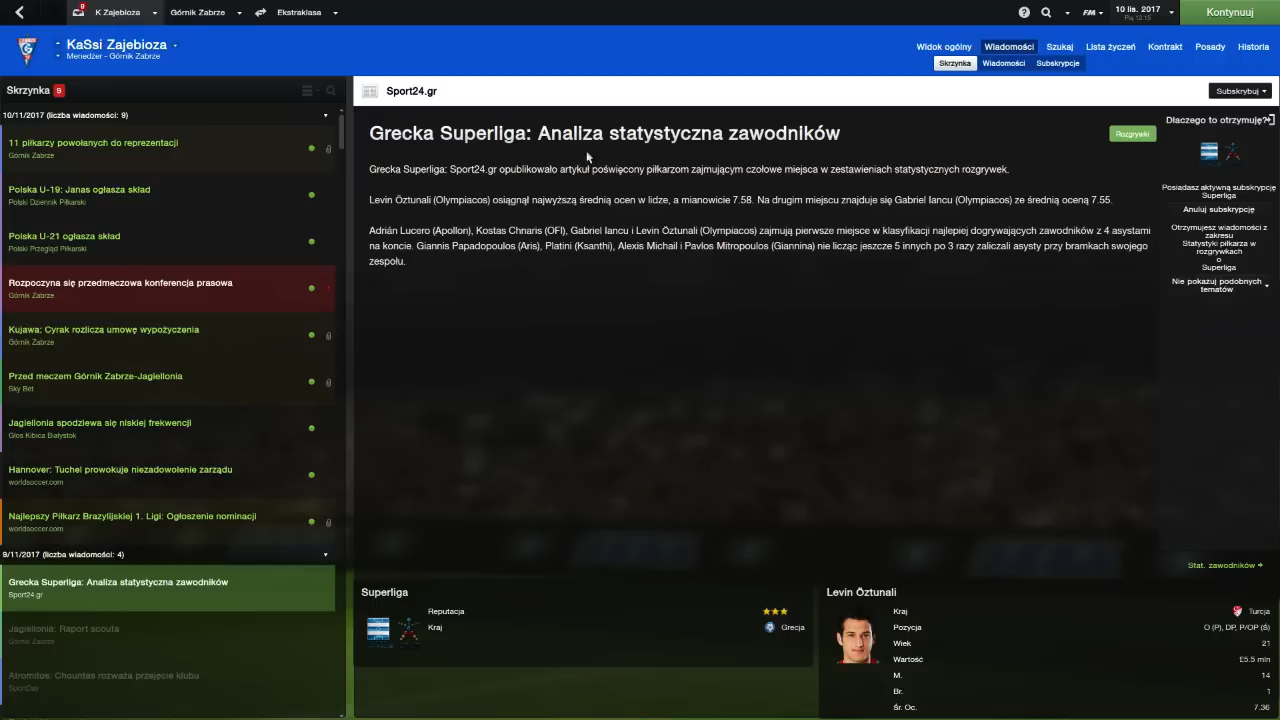 9
K Zajebioza
Górnik Zabrze
Ekstraklasa
FM
10 lis. 2017
Pią 12:15
Kontynuuj
KaSsi Zajebioza
Menedżer - Górnik Zabrze
Widok ogólny
Wiadomości
Szukaj
Lista życzeń
Kontrakt
Posady
Historia
Skrzynka
Wiadomości
Subskrypcje
Skrzynka 9
10/11/2017 (liczba wiadomości: 9)
11 piłkarzy powołanych do reprezentacji
Górnik Zabrze
Polska U-19: Janas ogłasza skład
Polski Dziennik Piłkarski
Polska U-21 ogłasza skład
Polski Przegląd Piłkarski
Rozpoczyna się przedmeczowa konferencja prasowa
Górnik Zabrze
Kujawa: Cyrak rozlicza umowę wypożyczenia
Górnik Zabrze
Przed meczem Górnik Zabrze-Jagiellonia
Sky Bet
Jagiellonia spodziewa się niskiej frekwencji
Głos Kibica Białystok
Hannover: Tuchel prowokuje niezadowolenie zarządu
worldsoccer.com
Najlepszy Piłkarz Brazylijskiej 1. Ligi: Ogłoszenie nominacji
worldsoccer.com
9/11/2017 (liczba wiadomości: 4)
Grecka Superliga: Analiza statystyczna zawodników
Sport24.gr
Jagiellonia: Raport scouta
Górnik Zabrze
Atromitos: Chountas rozważa przejęcie klubu
SportDay
Sport24.gr
Subskrybuj
Grecka Superliga: Analiza statystyczna zawodników
Rozgrywki
Grecka Superliga: Sport24.gr opublikowało artykuł poświęcony piłkarzom zajmującym czołowe miejsca w zestawieniach statystycznych rozgrywek.
Levin Öztunali (Olympiacos) osiągnął najwyższą średnią ocen w lidze, a mianowicie 7.58. Na drugim miejscu znajduje się Gabriel Iancu (Olympiacos) ze średnią oceną 7.55.
Adrián Lucero (Apollon), Kostas Chnaris (OFI), Gabriel Iancu i Levin Öztunali (Olympiacos) zajmują pierwsze miejsce w klasyfikacji najlepiej dogrywających zawodników z 4 asystami
na koncie. Giannis Papadopoulos (Aris), Platini (Ksanthi), Alexis Michail i Pavlos Mitropoulos (Giannina) nie licząc jeszcze 5 innych po 3 razy zaliczali asysty przy bramkach swojego
zespołu.
Dlaczego to otrzymuję?
Posiadasz aktywną subskrypcję
Superliga
Anuluj subskrypcję
Otrzymujesz wiadomości z
zakresu
Statystyki piłkarza w
rozgrywkach
o
Superliga
Nie pokazuj podobnych
tematów
Stat. zawodników
Superliga
Reputacja
Kraj
Grecja
Levin Öztunali
Kraj
Turcja
Pozycja
O (P), DP, P/OP (Ś)
Wiek
21
Wartość
£5.5 mln
M.
14
Br.
1
Śr. Oc.
7.36